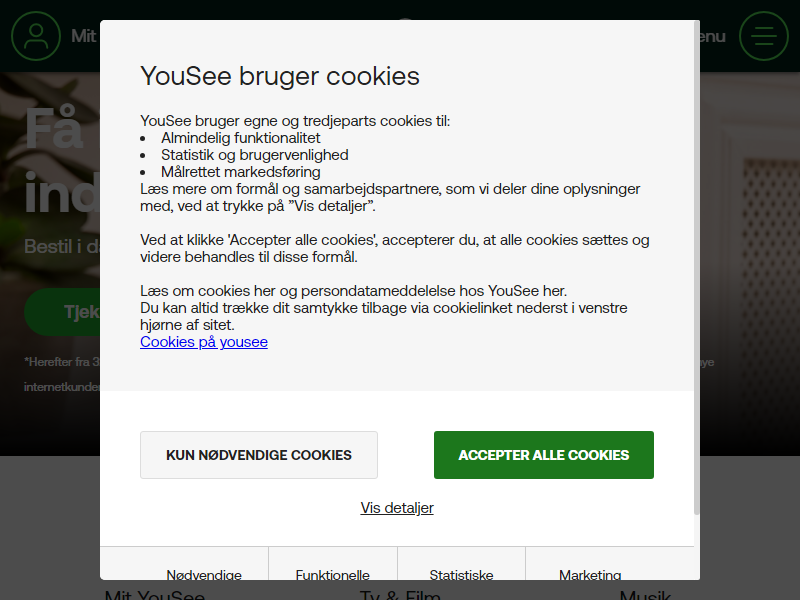 Mit
enu
YouSee bruger cookies
YouSee bruger egne og tredjeparts cookies til:
• Almindelig funktionalitet
• Statistik og brugervenlighed
• Målrettet markedsføring
Læs mere om formål og samarbejdspartnere, som vi deler dine oplysninger
med, ved at trykke på ”Vis detaljer”.
Ved at klikke 'Accepter alle cookies', accepterer du, at alle cookies sættes og
videre behandles til disse formål.
Læs om cookies her og persondatameddelelse hos YouSee her.
Du kan altid trække dit samtykke tilbage via cookielinket nederst i venstre
hjørne af sitet.
Cookies på yousee
KUN NØDVENDIGE COOKIES
ACCEPTER ALLE COOKIES
Vis detaljer
Nødvendige
Funktionelle
Statistiske
Marketing
Få
ind
Bestil i da
Tjek
*Herefter fra 3
nye
internetkunder
Mit YouSee
Tv & Film
Musik